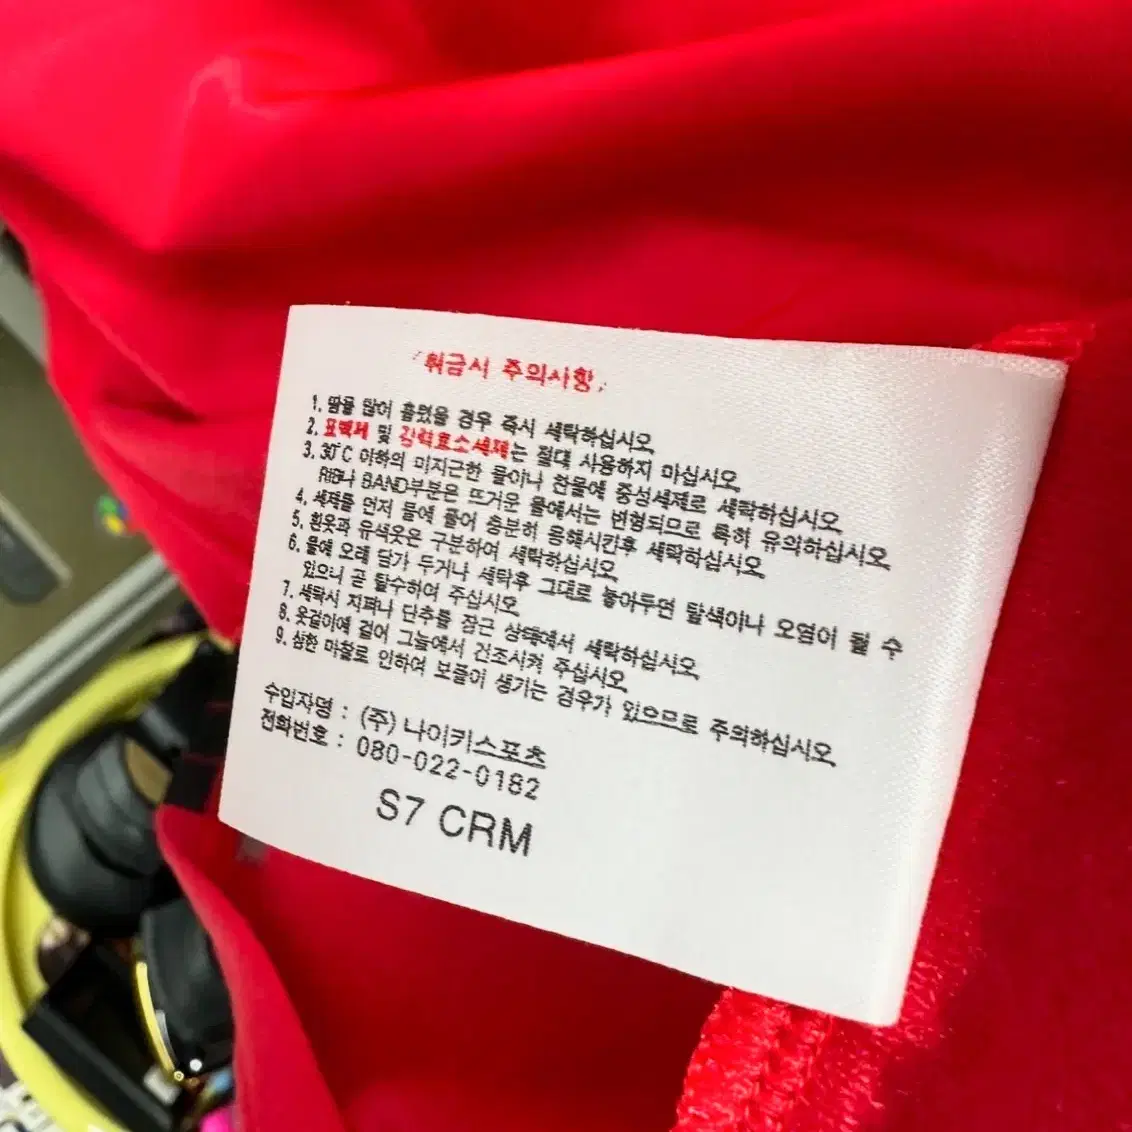 취급시 주의사항
1. 땀을 많이 흘렸을 경우 즉시 세탁하십시오
2. 표백제 및 강력효소세제는 절대 사용하지 마십시오
3. 30℃ 이하의 미지근한 물이나 찬물에 중성세제로 세탁하십시오
RIB나 BAND부분은 뜨거운 물에서는 변형되므로 특히 유의하십시오
4. 세제를 먼저 물에 풀어 충분히 용해시킨후 세탁하십시오
5. 흰옷과 유색옷은 구분하여 세탁하십시오
6. 물에 오래 담가 두거나 세탁후 그대로 놓아두면 탈색이나 오염이 될 수
있으니 곧 탈수하여 주십시오
7. 세탁시 지퍼나 단추를 잠근 상태에서 세탁하십시오
8. 옷걸이에 걸어 그늘에서 건조시켜 주십시오
9. 심한 마찰로 인하여 보풀이 생기는 경우가 있으므로 주의하십시오
수입자명 : (주) 나이키스포츠
전화번호 : 080-022-0182
S7 CRM